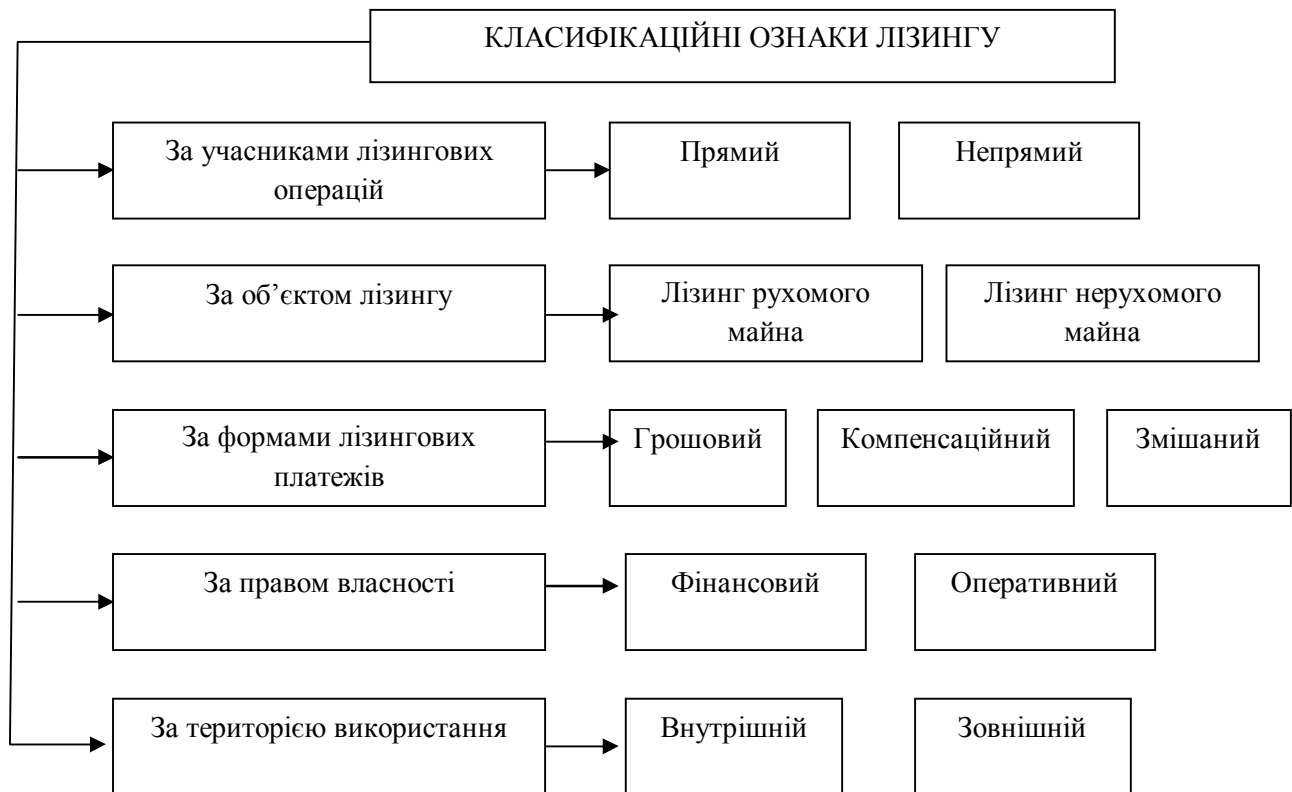 КЛАСИФІКАЦІЙНІ ОЗНАКИ ЛІЗИНГУ
За учасниками лізингових
операцій
Прямий
Непрямий
За об’єктом лізингу
Лізинг рухомого
майна
Лізинг нерухомого
майна
За формами лізингових
платежів
Грошовий
Компенсаційний
Змішаний
За правом власності
Фінансовий
Оперативний
За територією використання
Внутрішній
Зовнішній